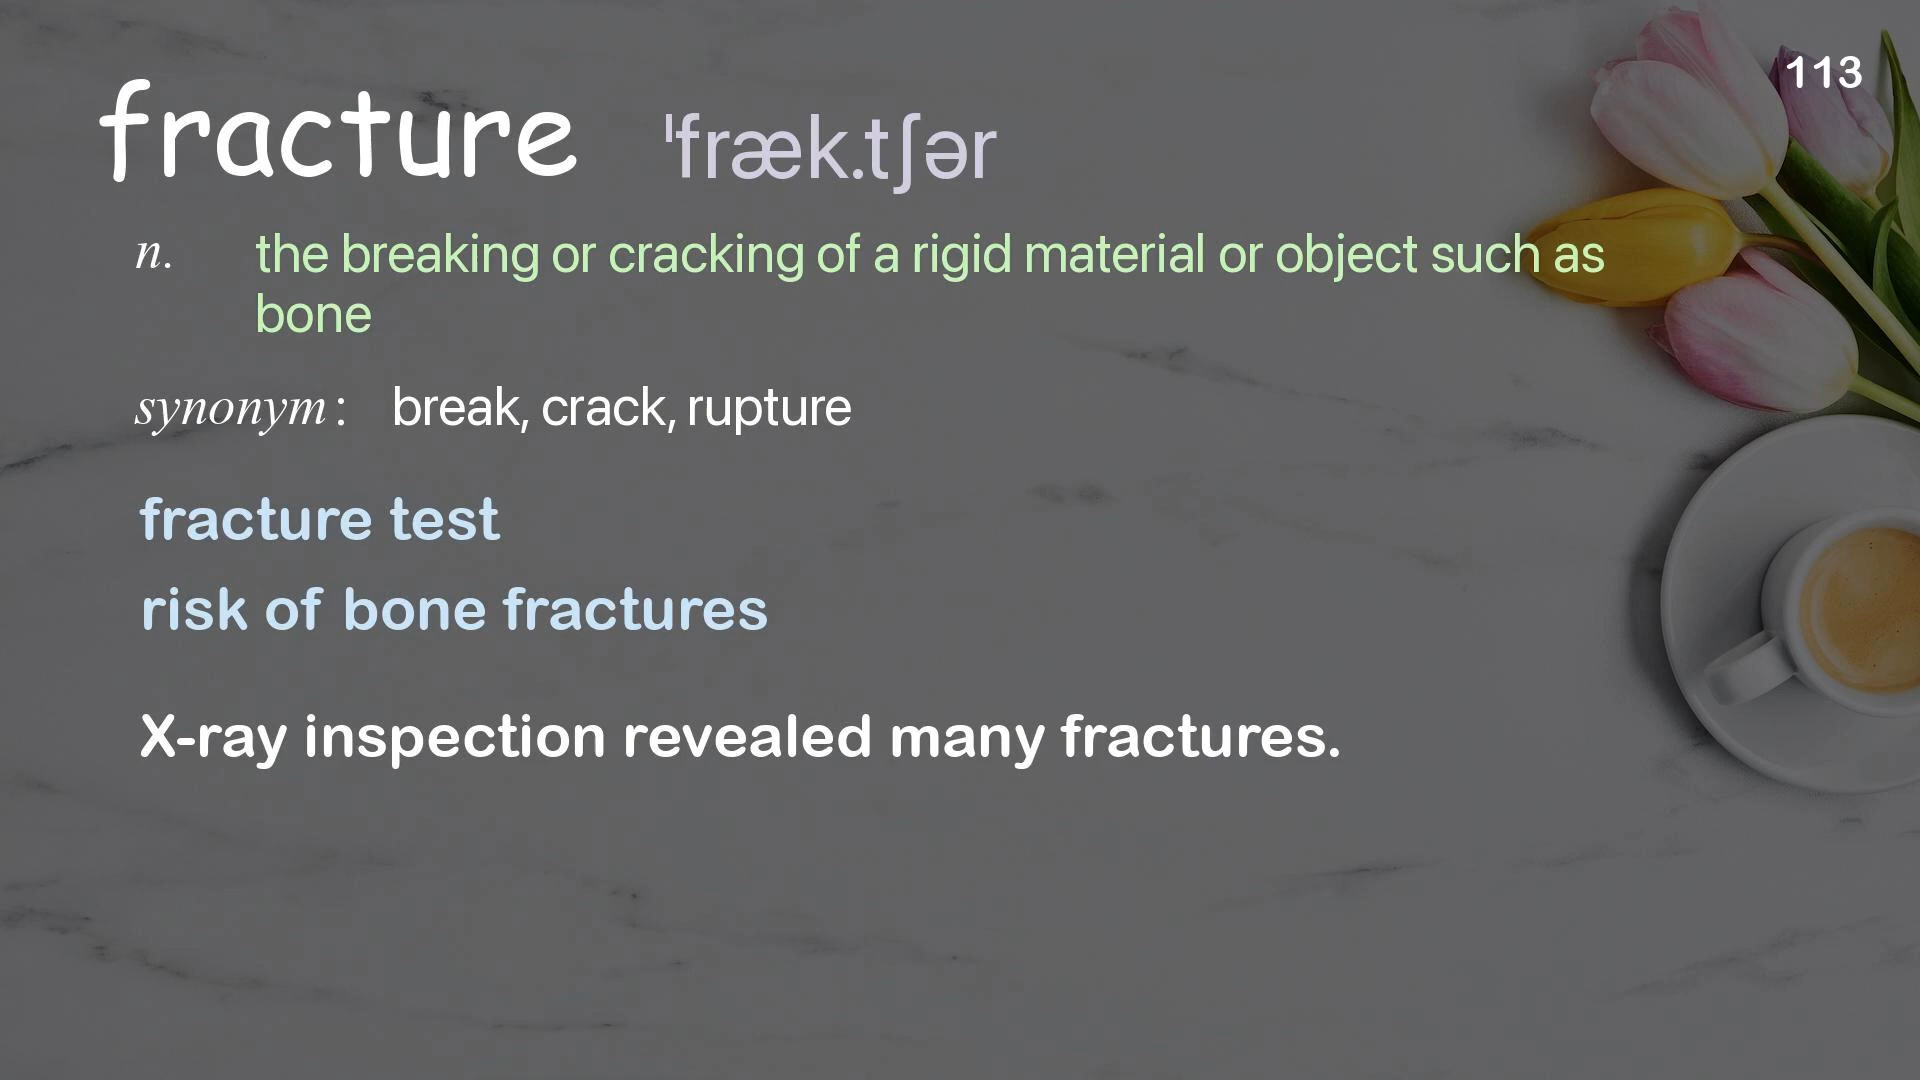 113
fracture ˈfræk.tʃər
n. the breaking or cracking of a rigid material or object such as
bone
synonym: break, crack, rupture
fracture test
risk of bone fractures
X-ray inspection revealed many fractures.